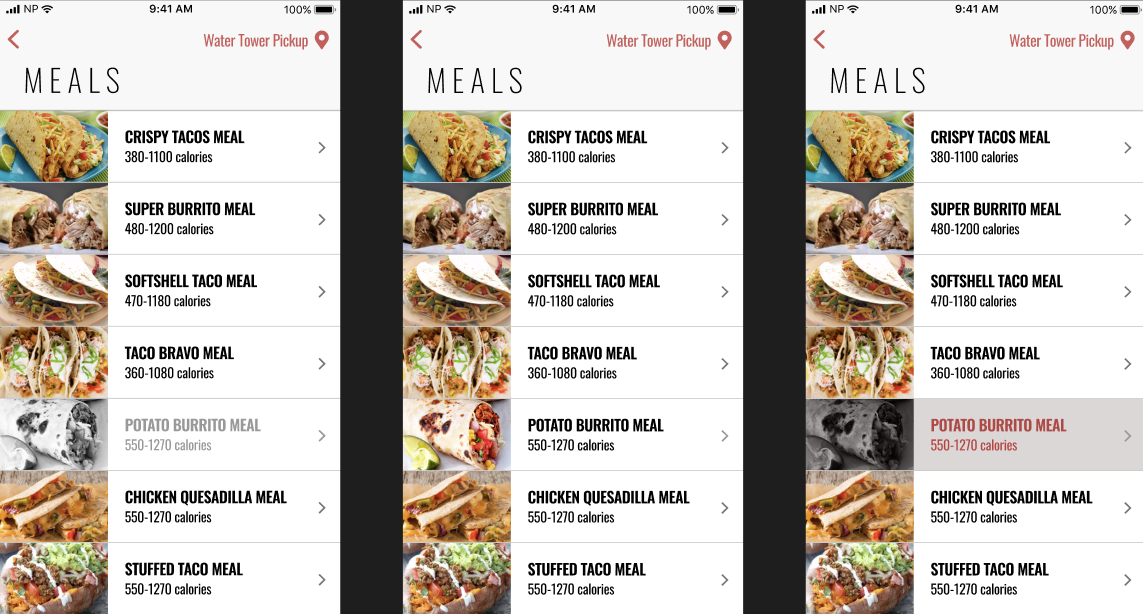 NP 9:41 AM 100%
Water Tower Pickup
MEALS
CRISPY TACOS MEAL
380-1100 calories
SUPER BURRITO MEAL
480-1200 calories
SOFTSHELL TACO MEAL
470-1180 calories
TACO BRAVO MEAL
360-1080 calories
POTATO BURRITO MEAL
550-1270 calories
CHICKEN QUESADILLA MEAL
550-1270 calories
STUFFED TACO MEAL
550-1270 calories
NP 9:41 AM 100%
Water Tower Pickup
MEALS
CRISPY TACOS MEAL
380-1100 calories
SUPER BURRITO MEAL
480-1200 calories
SOFTSHELL TACO MEAL
470-1180 calories
TACO BRAVO MEAL
360-1080 calories
POTATO BURRITO MEAL
550-1270 calories
CHICKEN QUESADILLA MEAL
550-1270 calories
STUFFED TACO MEAL
550-1270 calories
NP 9:41 AM 100%
Water Tower Pickup
MEALS
CRISPY TACOS MEAL
380-1100 calories
SUPER BURRITO MEAL
480-1200 calories
SOFTSHELL TACO MEAL
470-1180 calories
TACO BRAVO MEAL
360-1080 calories
POTATO BURRITO MEAL
550-1270 calories
CHICKEN QUESADILLA MEAL
550-1270 calories
STUFFED TACO MEAL
550-1270 calories